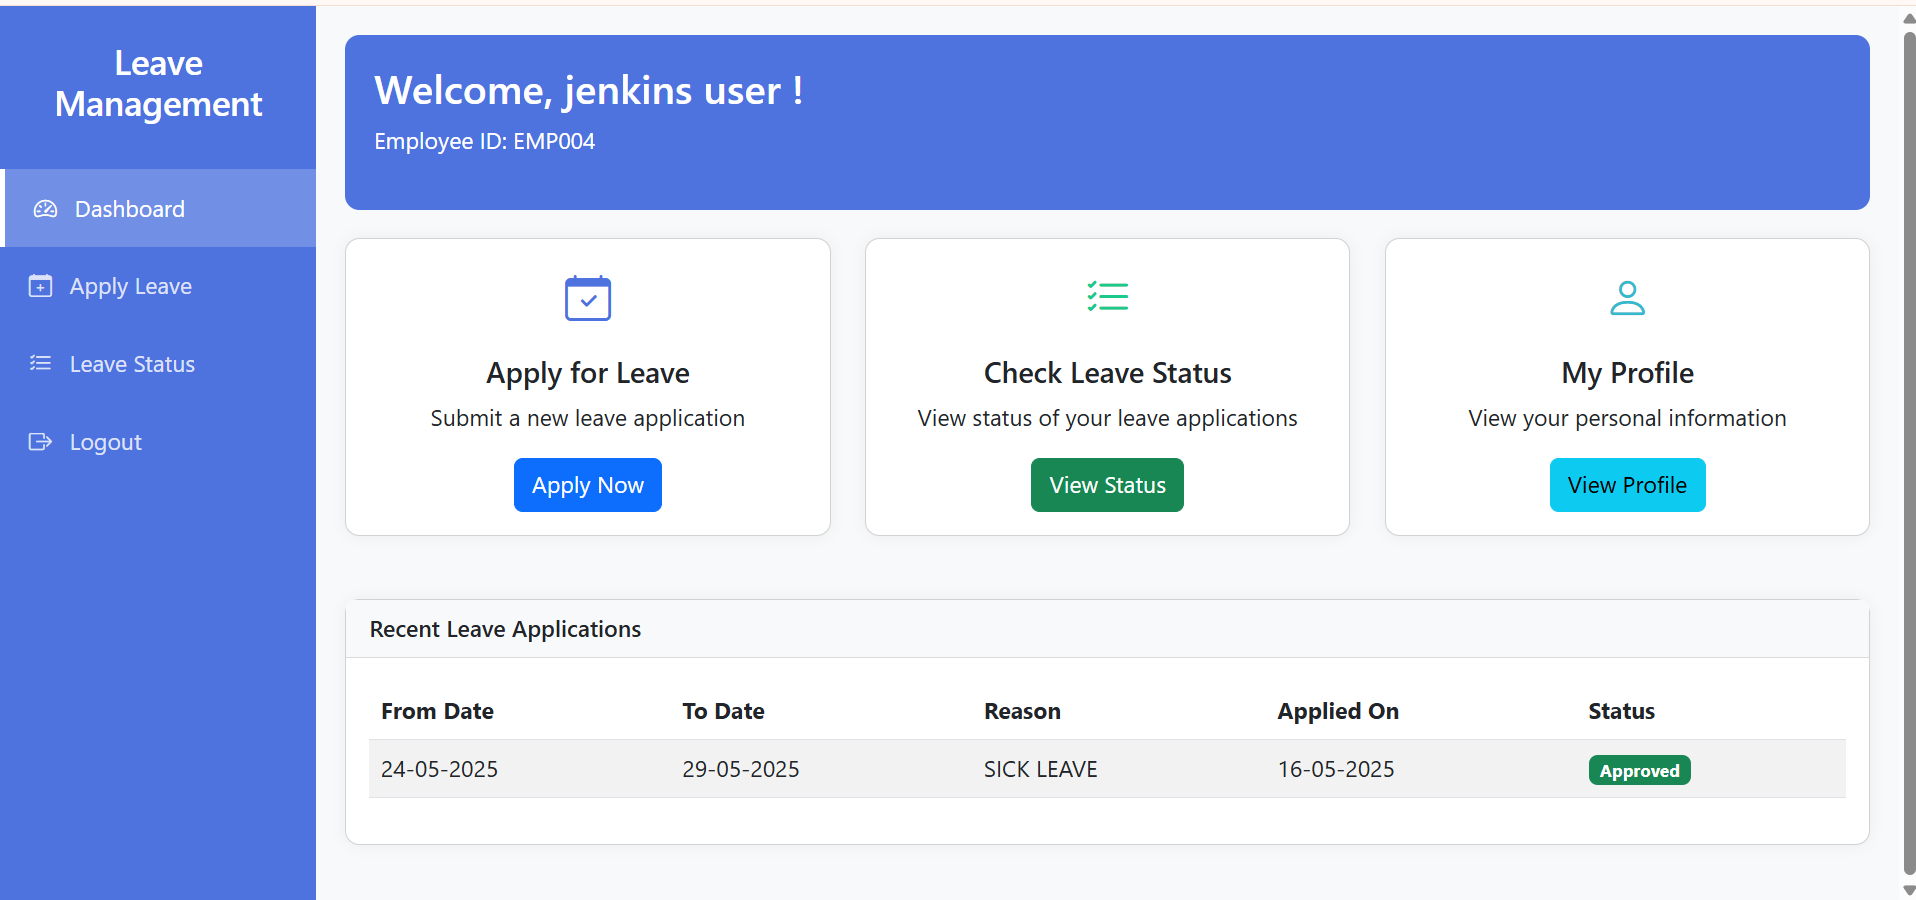 Leave
Management
Dashboard
Apply Leave
Leave Status
Logout
Welcome, jenkins user !
Employee ID: EMP004
Apply for Leave
Submit a new leave application
Apply Now
Check Leave Status
View status of your leave applications
View Status
My Profile
View your personal information
View Profile
Recent Leave Applications
From Date To Date Reason Applied On Status
24-05-2025 29-05-2025 SICK LEAVE 16-05-2025 Approved